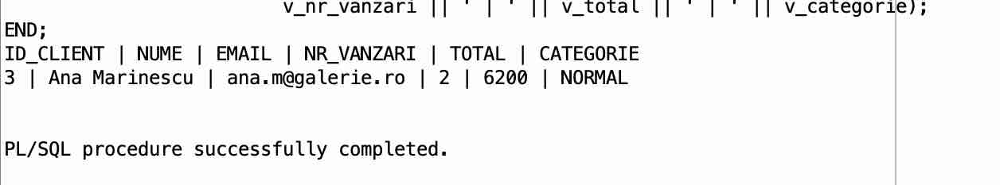 v_nr_vanzari || ' | ' || v_total || ' | ' || v_categorie);
END;
ID_CLIENT | NUME | EMAIL | NR_VANZARI | TOTAL | CATEGORIE
3 | Ana Marinescu | ana.m@galerie.ro | 2 | 6200 | NORMAL
PL/SQL procedure successfully completed.